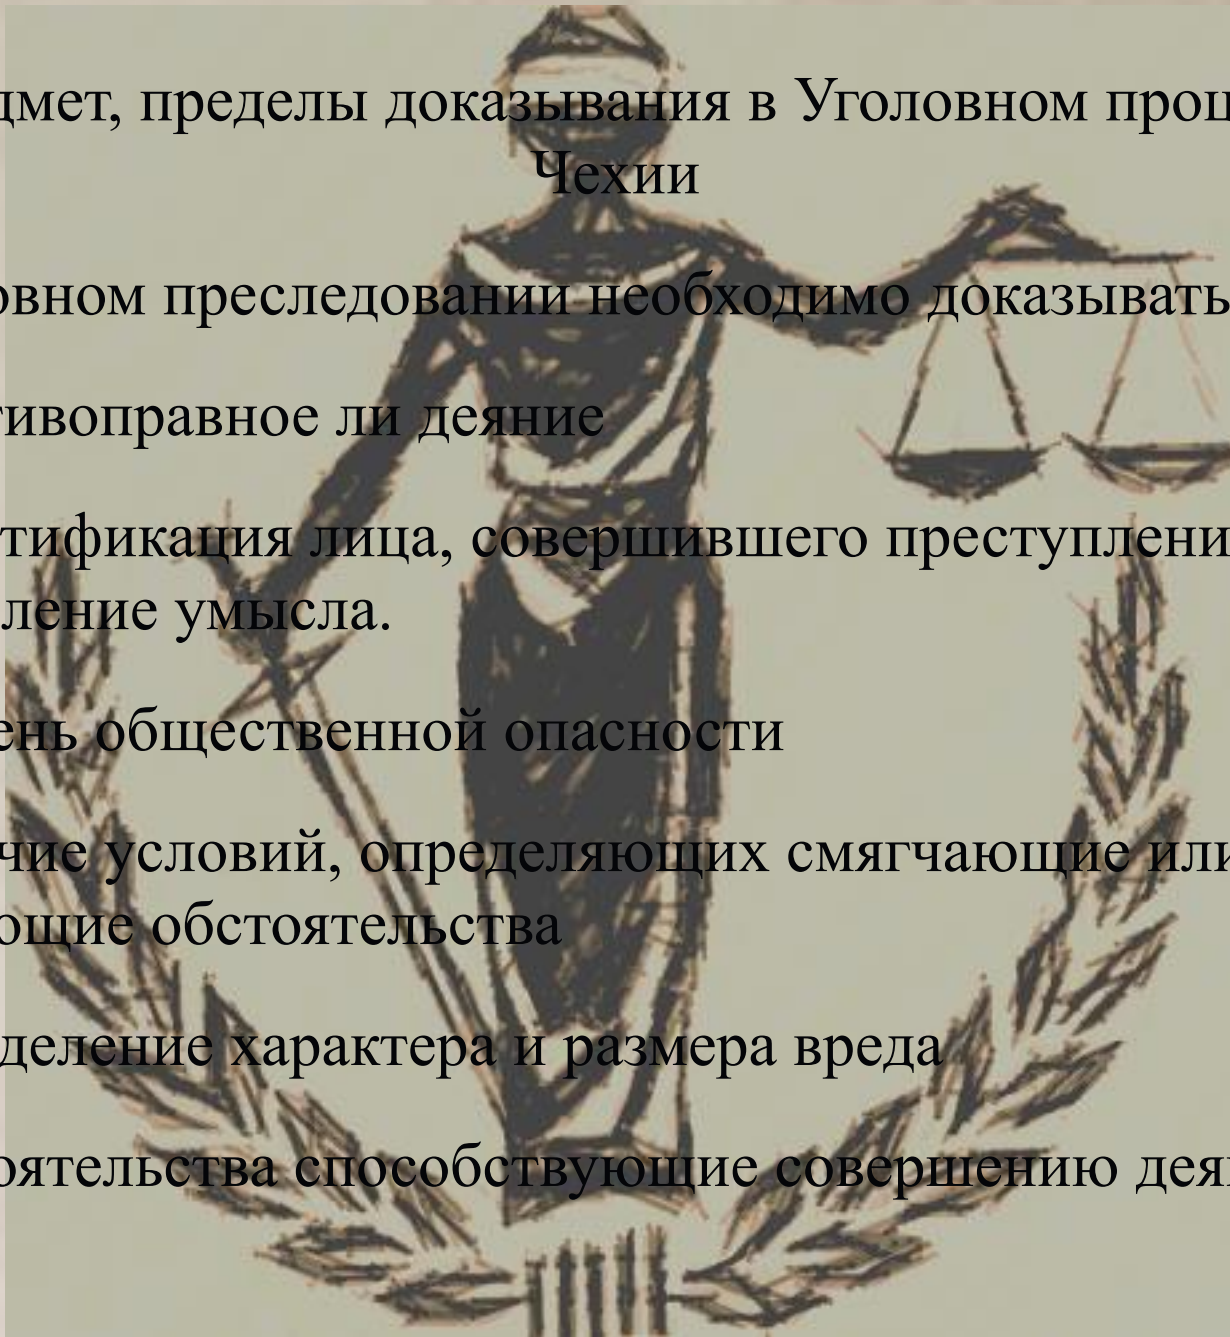 дмет, пределы доказывания в Уголовном проц
Чехии
овном преследовании необходимо доказывать
тивоправное ли деяние
тификация лица, совершившего преступлени
ление умысла.
ень общественной опасности
чие условий, определяющих смягчающие или
ющие обстоятельства
деление характера и размера вреда
оятельства способствующие совершению дея